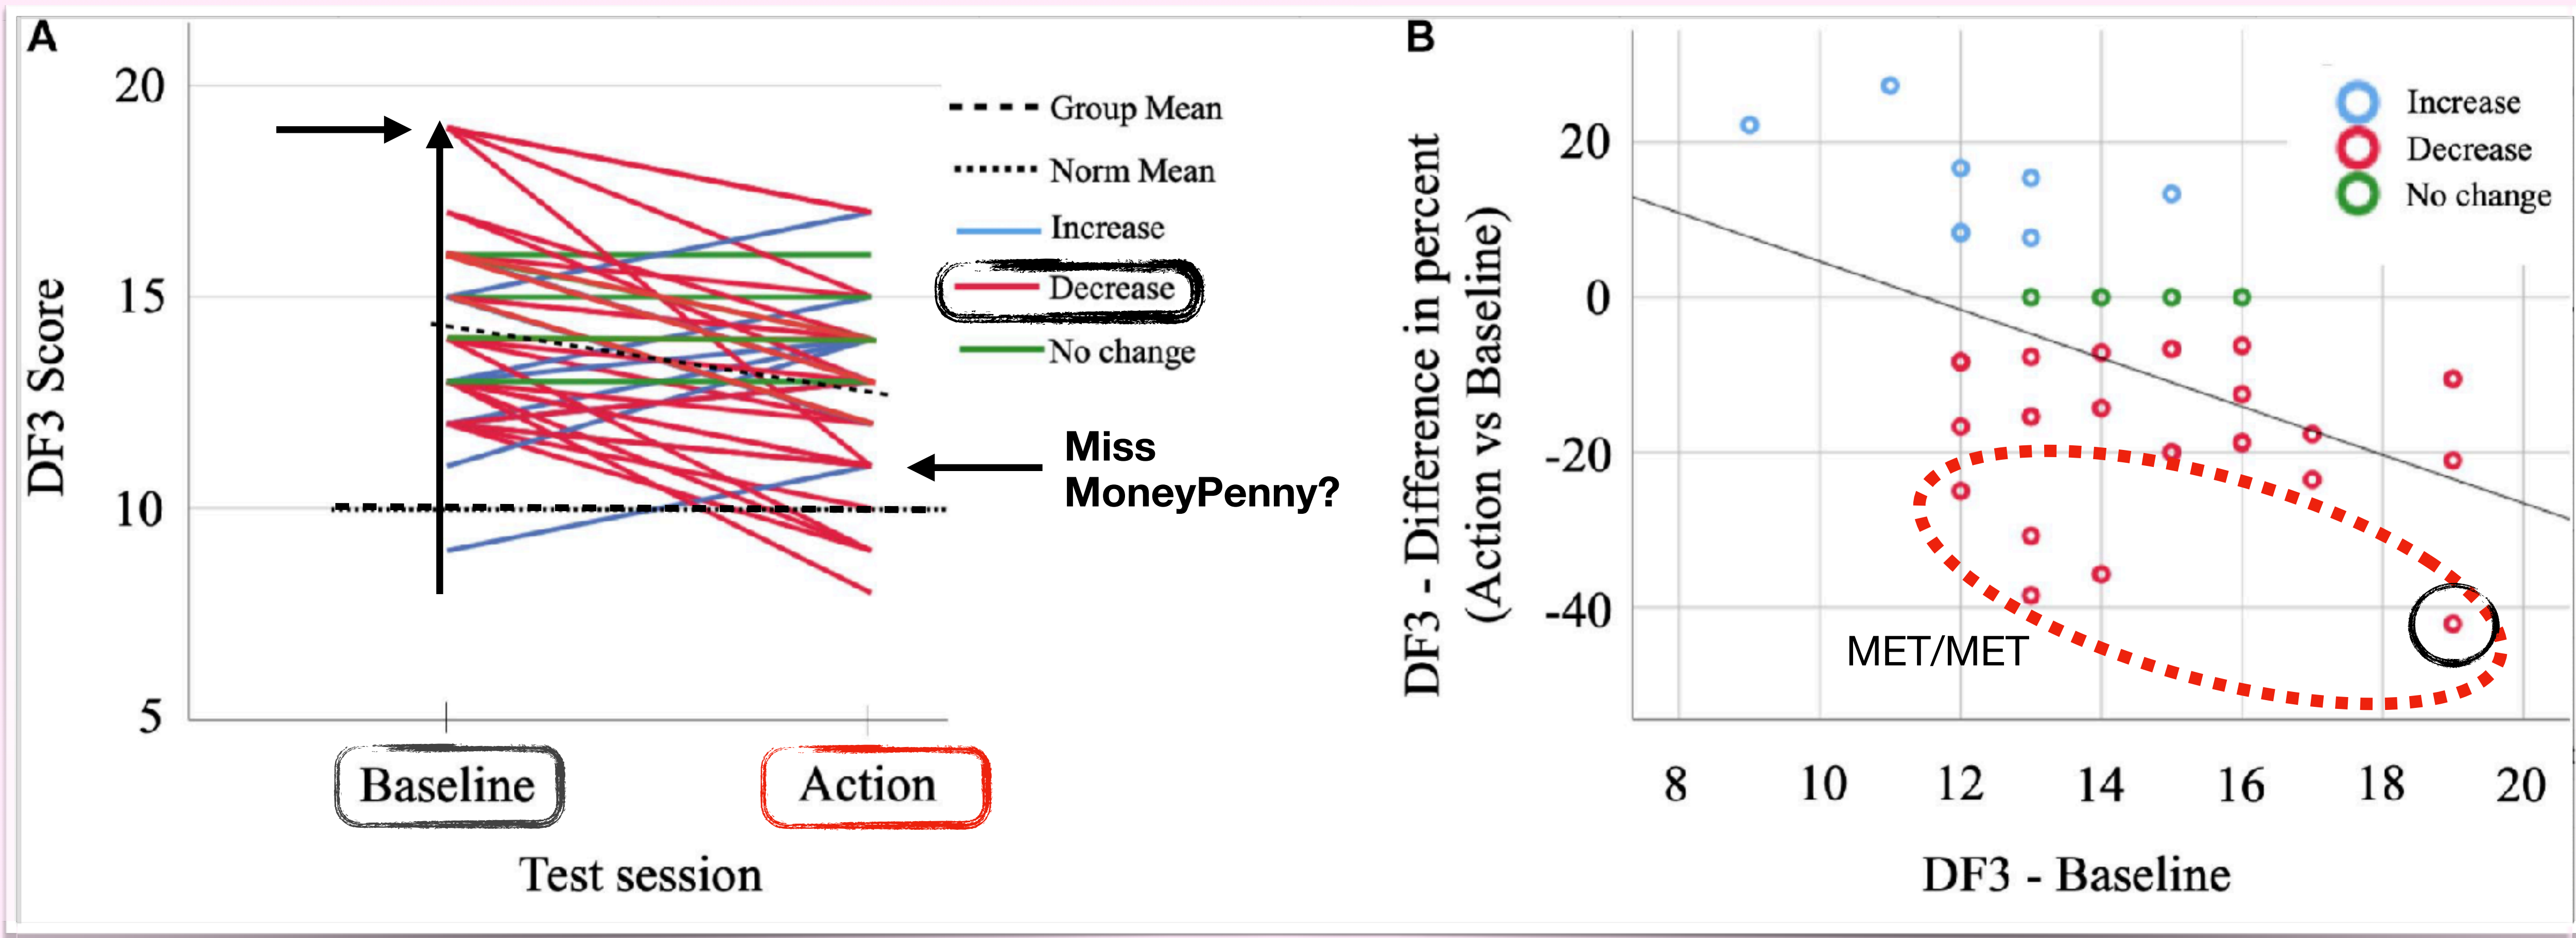 A
20
15
10
5
DF3 Score
Baseline
Action
Test session
Group Mean
Norm Mean
Increase
Decrease
No change
Miss
MoneyPenny?
B
20
0
-20
-40
DF3 - Difference in percent
(Action vs Baseline)
Increase
Decrease
No change
MET/MET
8 10 12 14 16 18 20
DF3 - Baseline